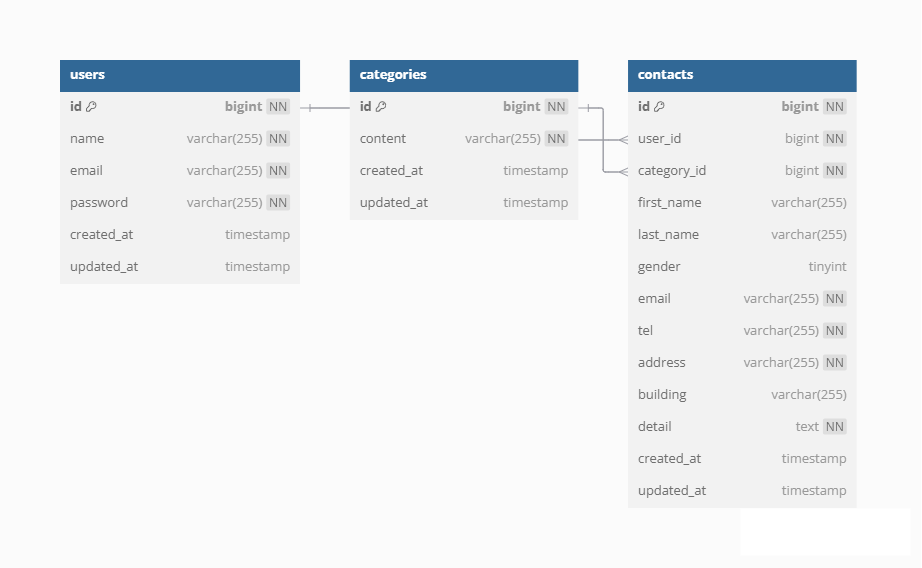 users
id bigint NN
name varchar(255) NN
email varchar(255) NN
password varchar(255) NN
created_at timestamp
updated_at timestamp
categories
id bigint NN
content varchar(255) NN
created_at timestamp
updated_at timestamp
contacts
id bigint NN
user_id bigint NN
category_id bigint NN
first_name varchar(255)
last_name varchar(255)
gender tinyint
email varchar(255) NN
tel varchar(255) NN
address varchar(255) NN
building varchar(255)
detail text NN
created_at timestamp
updated_at timestamp